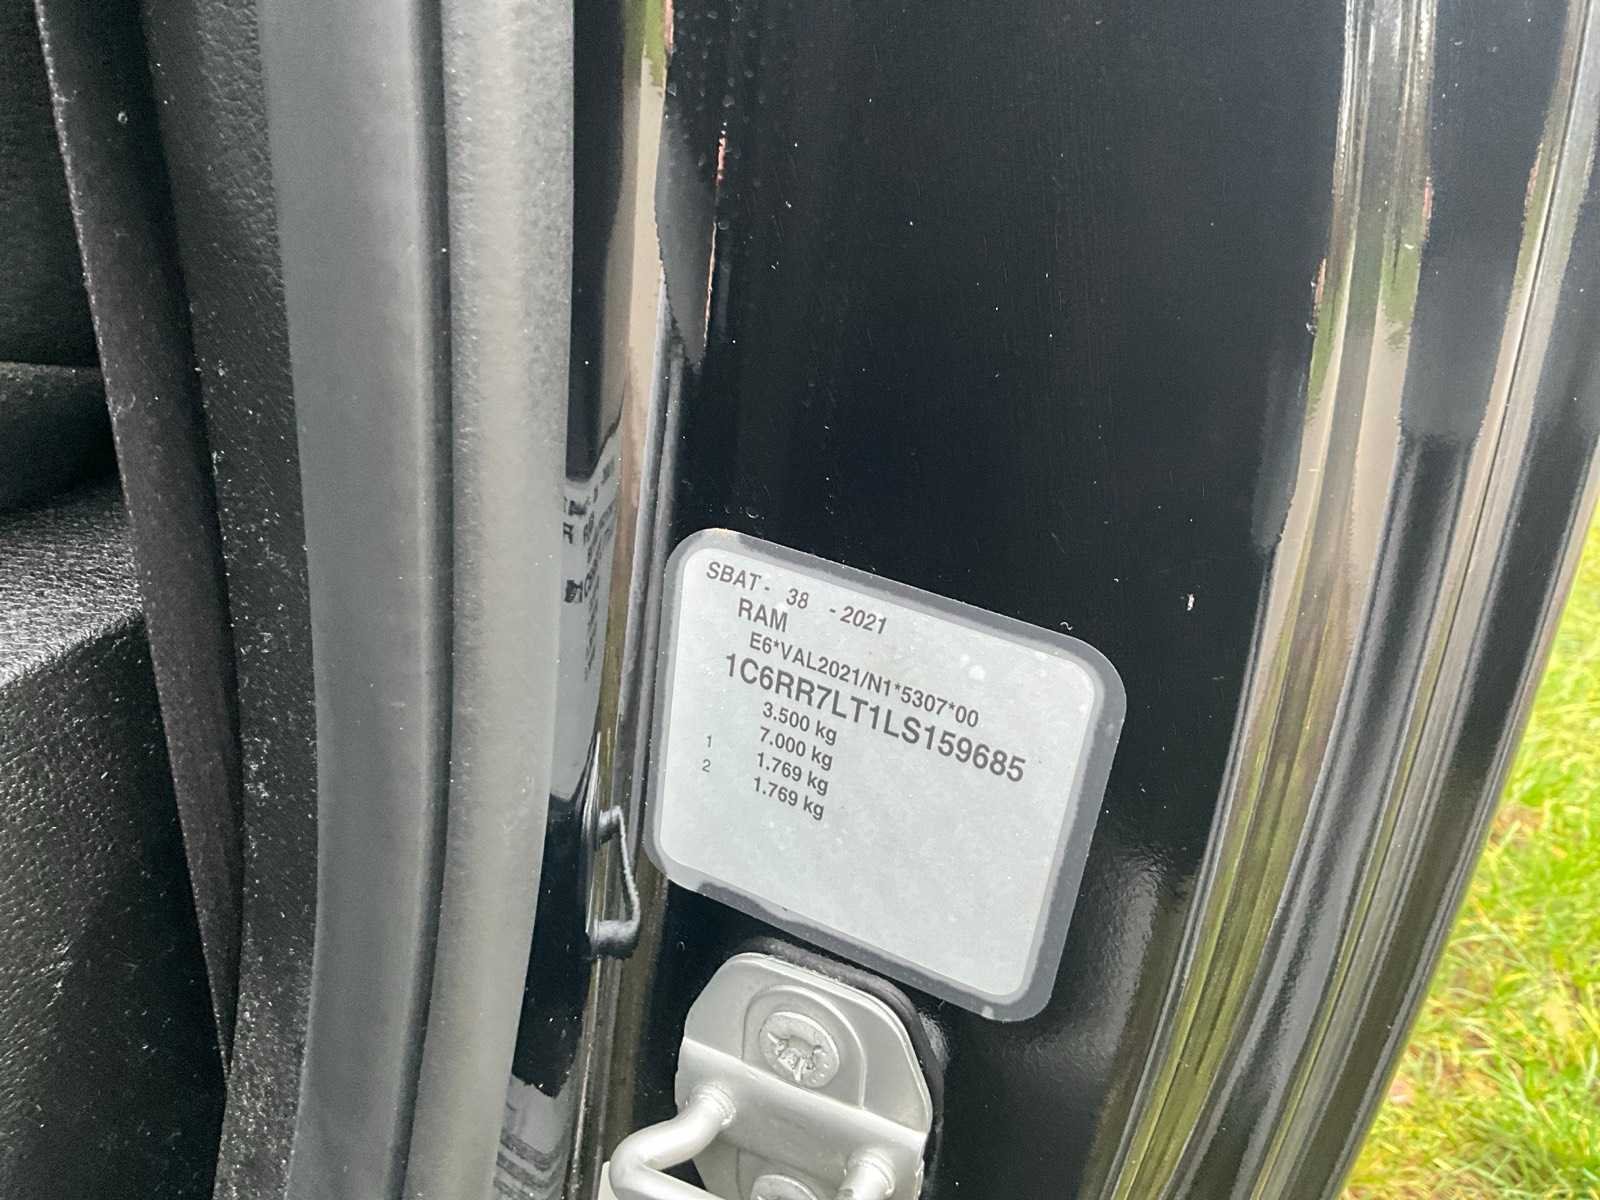 SBAT- 38 - 2021
RAM
E6*VAL2021/N1*5307*00
1C6RR7LT1LS159685
3.500 kg
7.000 kg
1 1.769 kg
2 1.769 kg